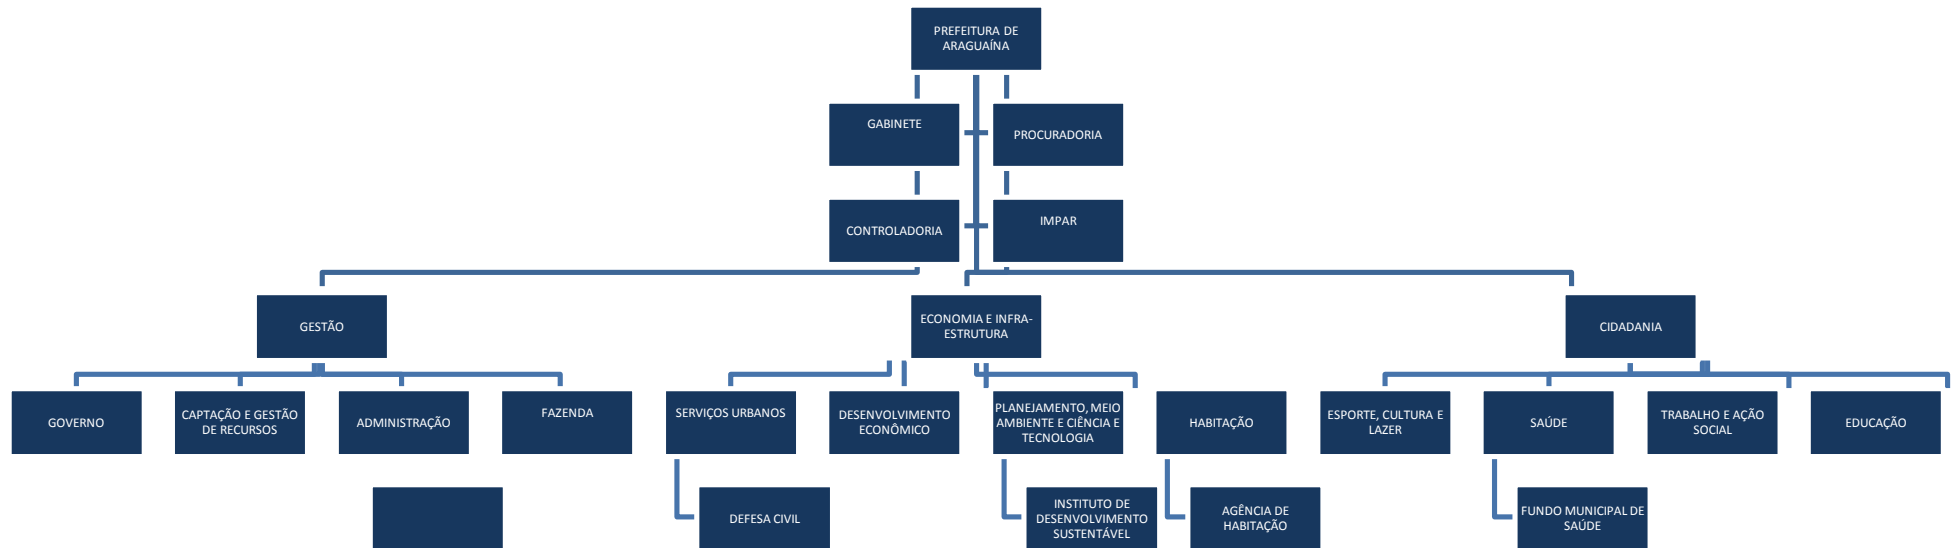 PREFEITURA DE
ARAGUAÍNA
GABINETE
PROCURADORIA
CONTROLADORIA
IMPAR
GESTÃO
ECONOMIA E INFRA-
ESTRUTURA
CIDADANIA
GOVERNO
CAPTAÇÃO E GESTÃO
DE RECURSOS
ADMINISTRAÇÃO
FAZENDA
SERVIÇOS URBANOS
DESENVOLVIMENTO
ECONÔMICO
PLANEJAMENTO, MEIO
AMBIENTE E CIÊNCIA E
TECNOLOGIA
HABITAÇÃO
ESPORTE, CULTURA E
LAZER
SAÚDE
TRABALHO E AÇÃO
SOCIAL
EDUCAÇÃO
DEFESA CIVIL
INSTITUTO DE
DESENVOLVIMENTO
SUSTENTÁVEL
AGÊNCIA DE
HABITAÇÃO
FUNDO MUNICIPAL DE
SAÚDE